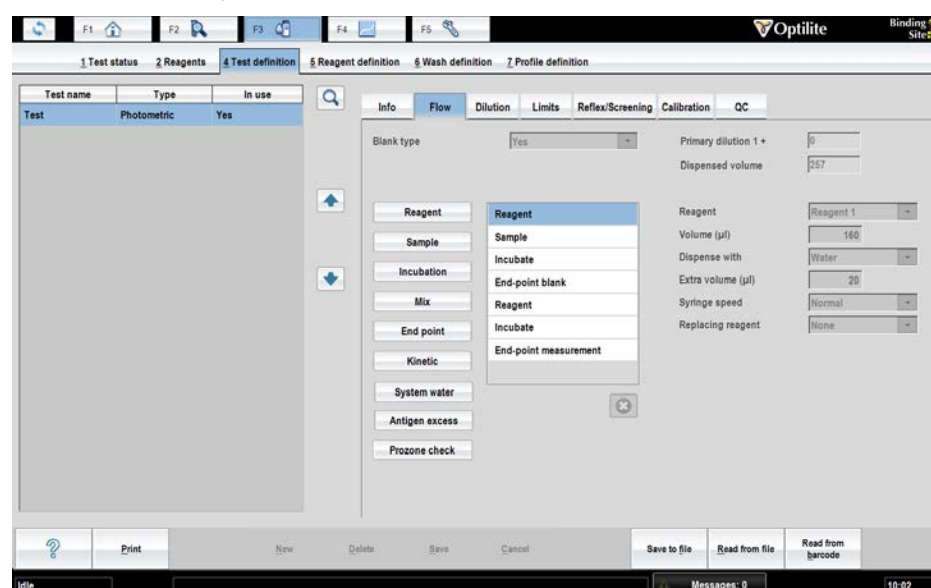 F1 F2 F3 F4 F5 Optilite Binding
Site
1 Test status 2 Reagents 4 Test definition 5 Reagent definition 6 Wash definition 7 Profile definition
Test name Type In use
Test Photometric Yes
Info Flow Dilution Limits Reflex/Screening Calibration QC
Blank type Yes Primary dilution 1 + 0
Dispensed volume 257
Reagent Reagent Reagent Reagent 1
Sample Sample Volume (µl) 160
Incubation Incubate Dispense with Water
End-point blank Extra volume (µl) 20
Mix Reagent Syringe speed Normal
End point Incubate Replacing reagent None
End-point measurement
Kinetic
System water
Antigen excess
Prozone check
? Print New Delete Save Cancel Save to file Read from file Read from
barcode
Idle Messages: 0 10:02